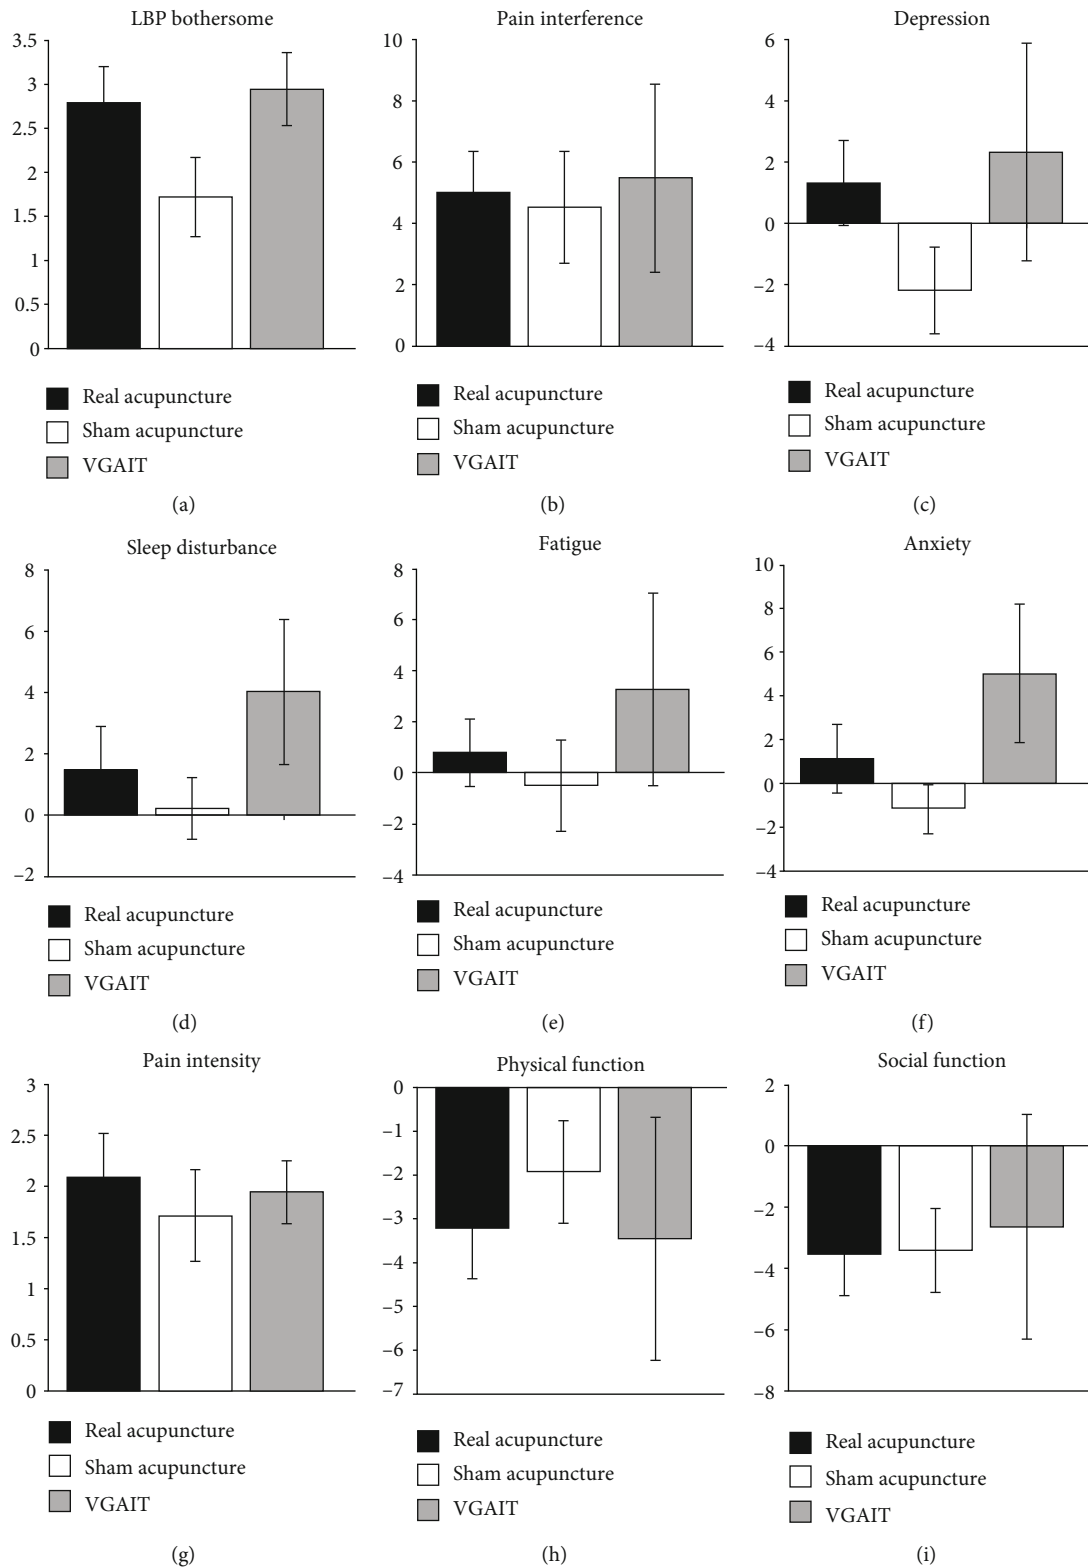 LBP bothersome
3.5
3
2.5
2
1.5
1
0.5
0
Real acupuncture
Sham acupuncture
VGAIT
(a)
Pain interference
10
8
6
4
2
0
Real acupuncture
Sham acupuncture
VGAIT
(b)
Depression
6
4
2
0
−2
−4
Real acupuncture
Sham acupuncture
VGAIT
(c)
Sleep disturbance
8
6
4
2
0
−2
Real acupuncture
Sham acupuncture
VGAIT
(d)
Fatigue
8
6
4
2
0
−2
−4
Real acupuncture
Sham acupuncture
VGAIT
(e)
Anxiety
10
8
6
4
2
0
−2
−4
Real acupuncture
Sham acupuncture
VGAIT
(f)
Pain intensity
3
2.5
2
1.5
1
0.5
0
Real acupuncture
Sham acupuncture
VGAIT
(g)
Physical function
0
−1
−2
−3
−4
−5
−6
−7
Real acupuncture
Sham acupuncture
VGAIT
(h)
Social function
2
0
−2
−4
−6
−8
Real acupuncture
Sham acupuncture
VGAIT
(i)